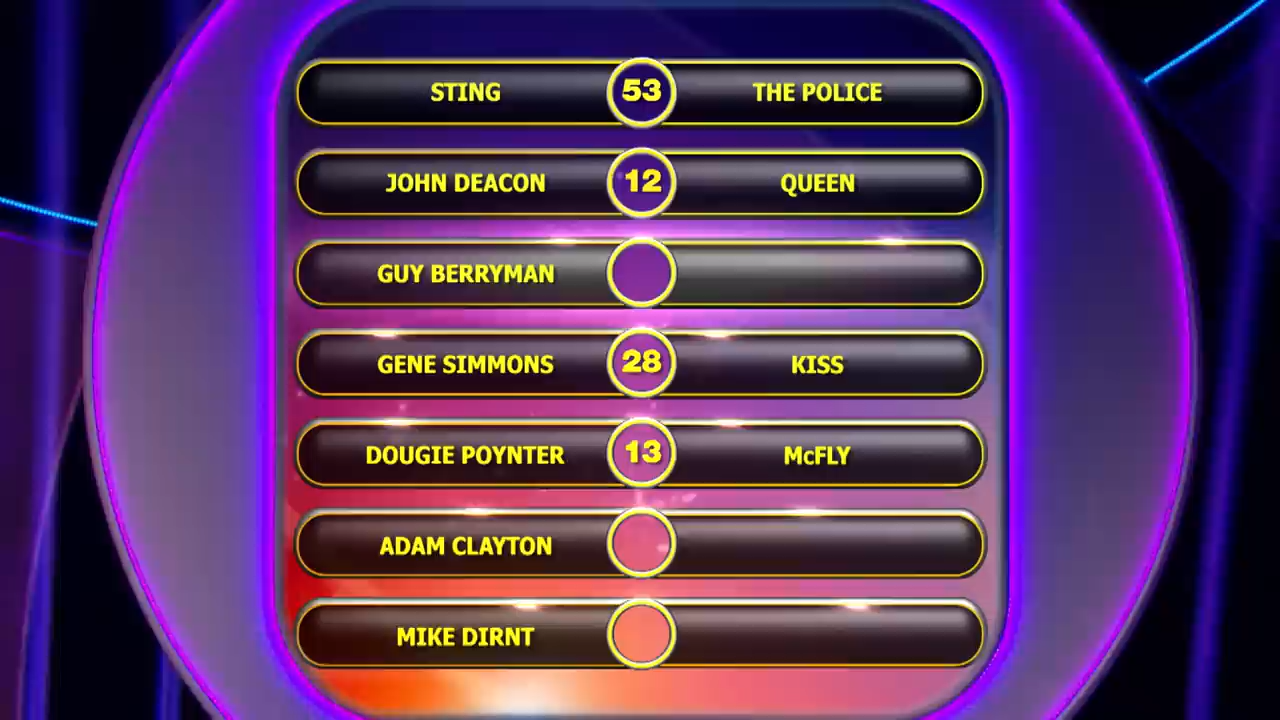 STING 53 THE POLICE
JOHN DEACON 12 QUEEN
GUY BERRYMAN
GENE SIMMONS 28 KISS
DOUGIE POYNTER 13 McFLY
ADAM CLAYTON
MIKE DIRNT